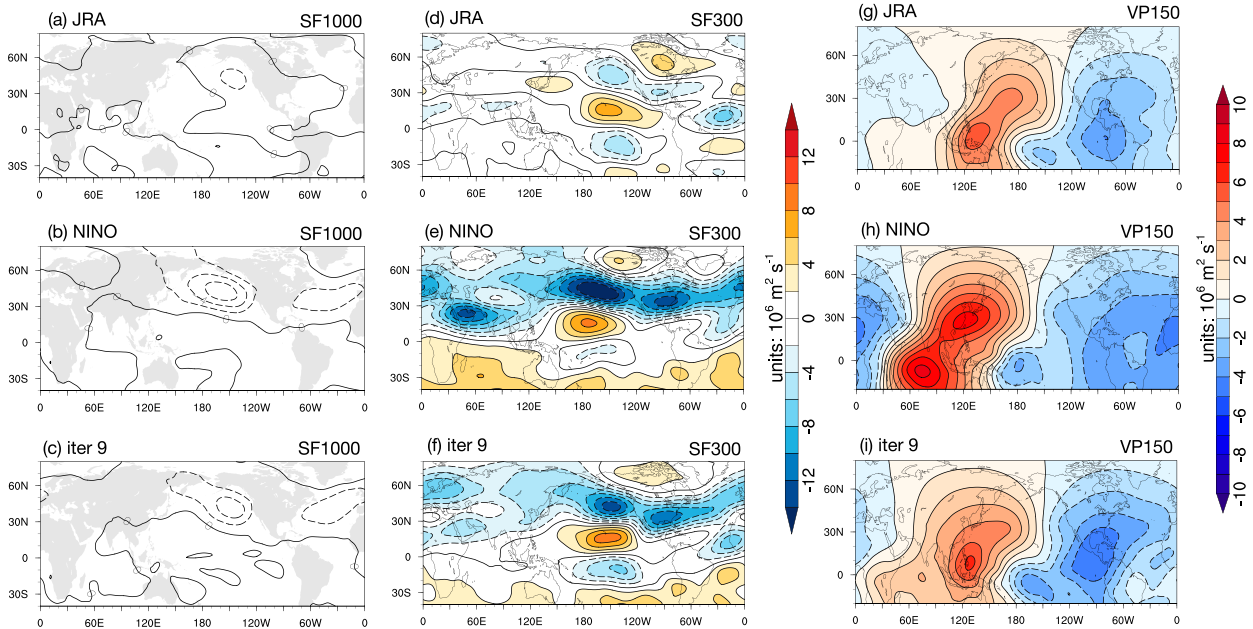 (a) JRA SF1000
60N
30N
0
30S
0 60E 120E 180 120W 60W 0
(b) NINO SF1000
60N
30N
0
30S
0 60E 120E 180 120W 60W 0
(c) iter 9 SF1000
60N
30N
0
30S
0 60E 120E 180 120W 60W 0
(d) JRA SF300
60N
30N
0
30S
0 60E 120E 180 120W 60W 0
(e) NINO SF300
60N
30N
0
30S
0 60E 120E 180 120W 60W 0
(f) iter 9 SF300
60N
30N
0
30S
0 60E 120E 180 120W 60W 0
12
8
4
0
-4
-8
-12
units: 10⁶ m² s⁻¹
(g) JRA VP150
60N
30N
0
0 60E 120E 180 120W 60W 0
(h) NINO VP150
60N
30N
0
0 60E 120E 180 120W 60W 0
(i) iter 9 VP150
60N
30N
0
0 60E 120E 180 120W 60W 0
10
8
6
4
2
0
-2
-4
-6
-8
-10
units: 10⁶ m² s⁻¹